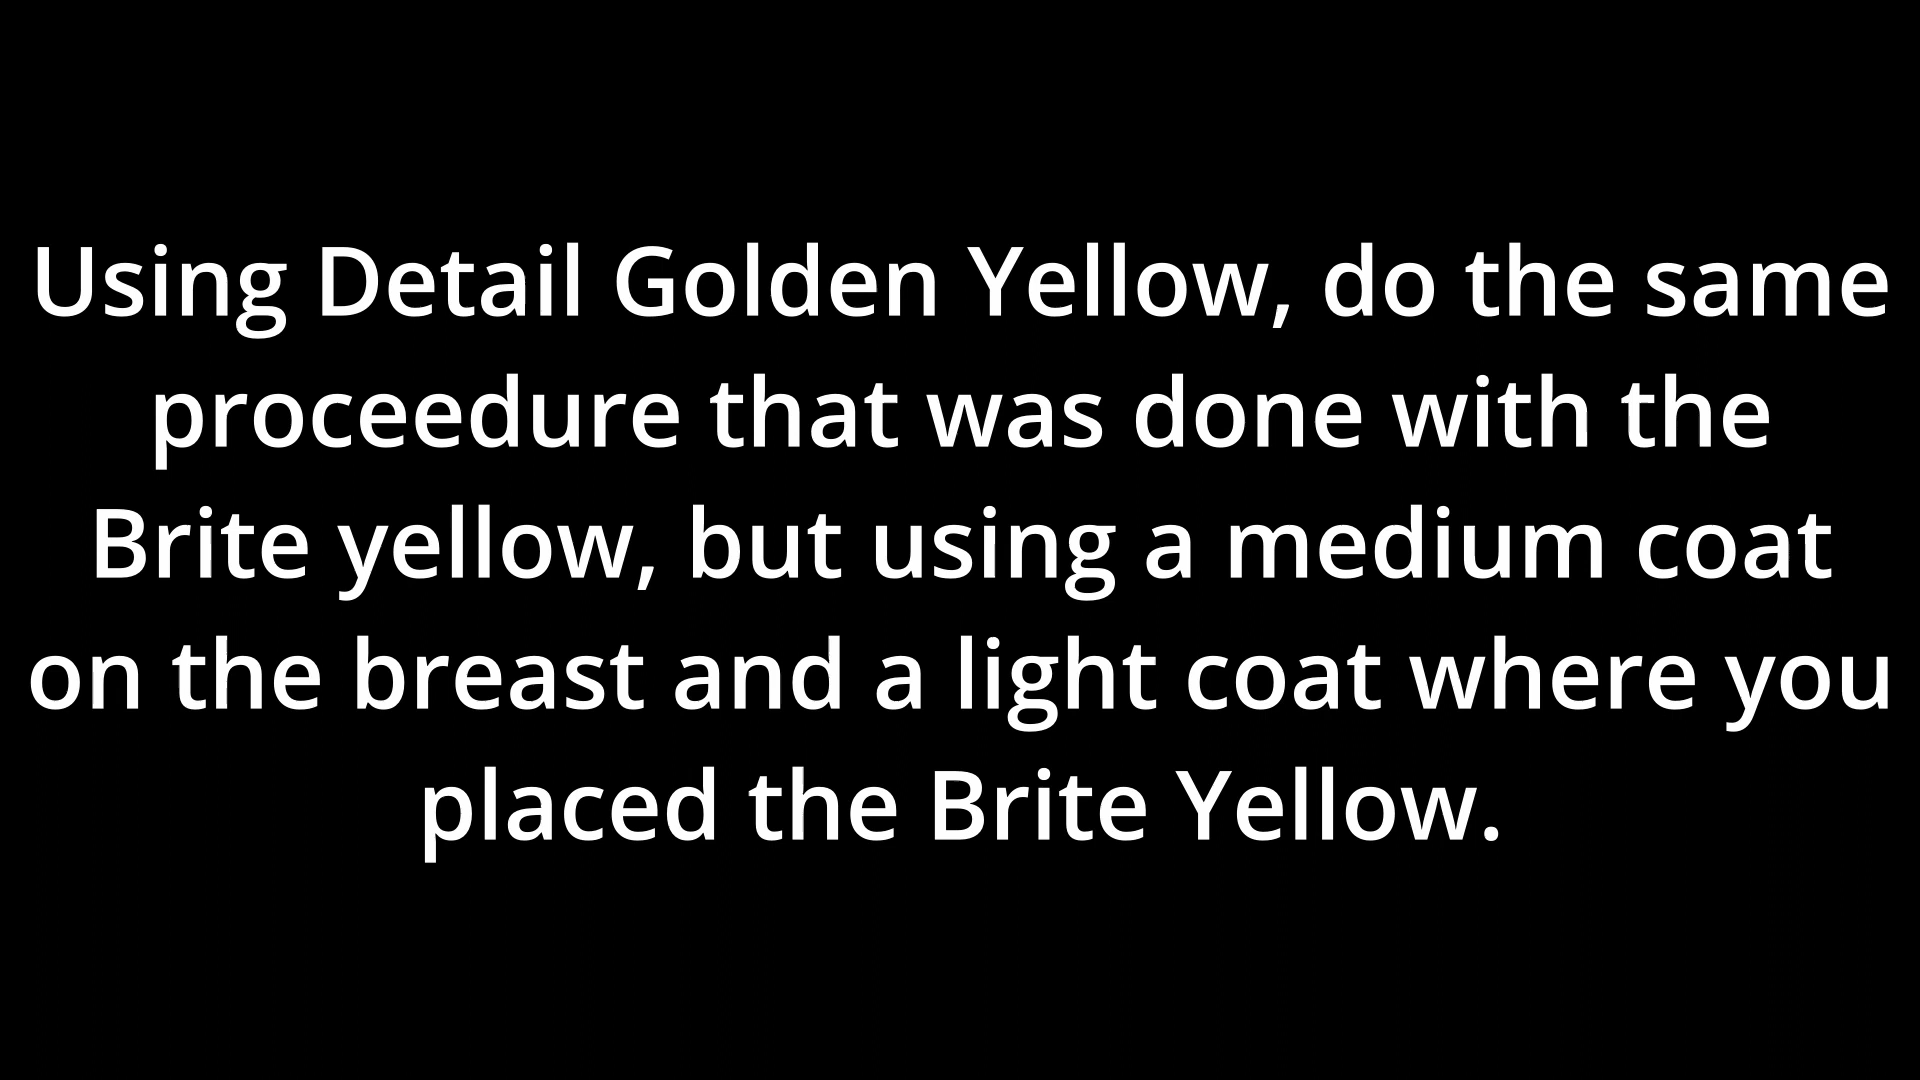 Using Detail Golden Yellow, do the same
proceedure that was done with the
Brite yellow, but using a medium coat
on the breast and a light coat where you
placed the Brite Yellow.